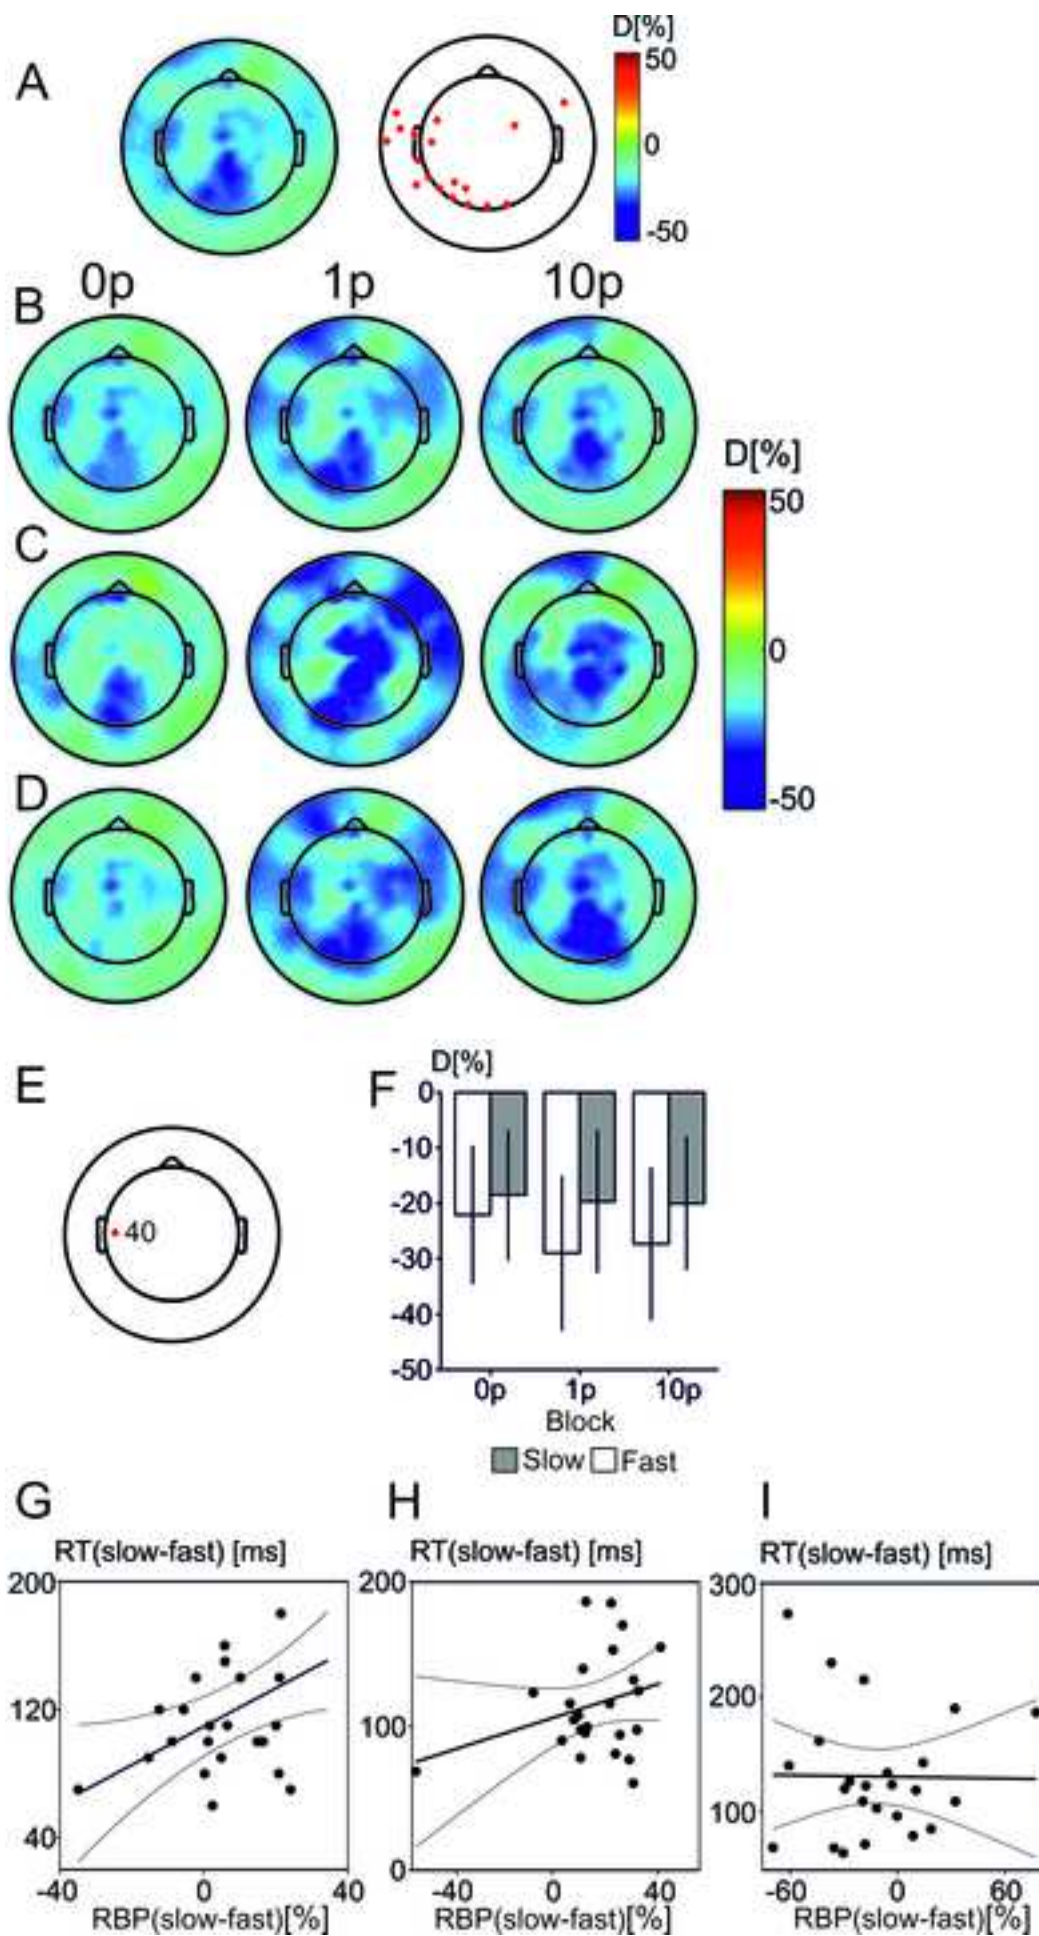 D[%]
A
50
0
-50
0p 1p 10p
B
D[%]
50
C
0
-50
D
E
40
F
D[%]
0
-10
-20
-30
-40
-50
0p 1p 10p
Block
Slow Fast
G H I
RT(slow-fast) [ms] RT(slow-fast) [ms] RT(slow-fast) [ms]
200 200 300
120 100 200
40 0 100
-40 0 40 -40 0 40 -60 0 60
RBP(slow-fast)[%] RBP(slow-fast)[%] RBP(slow-fast)[%]